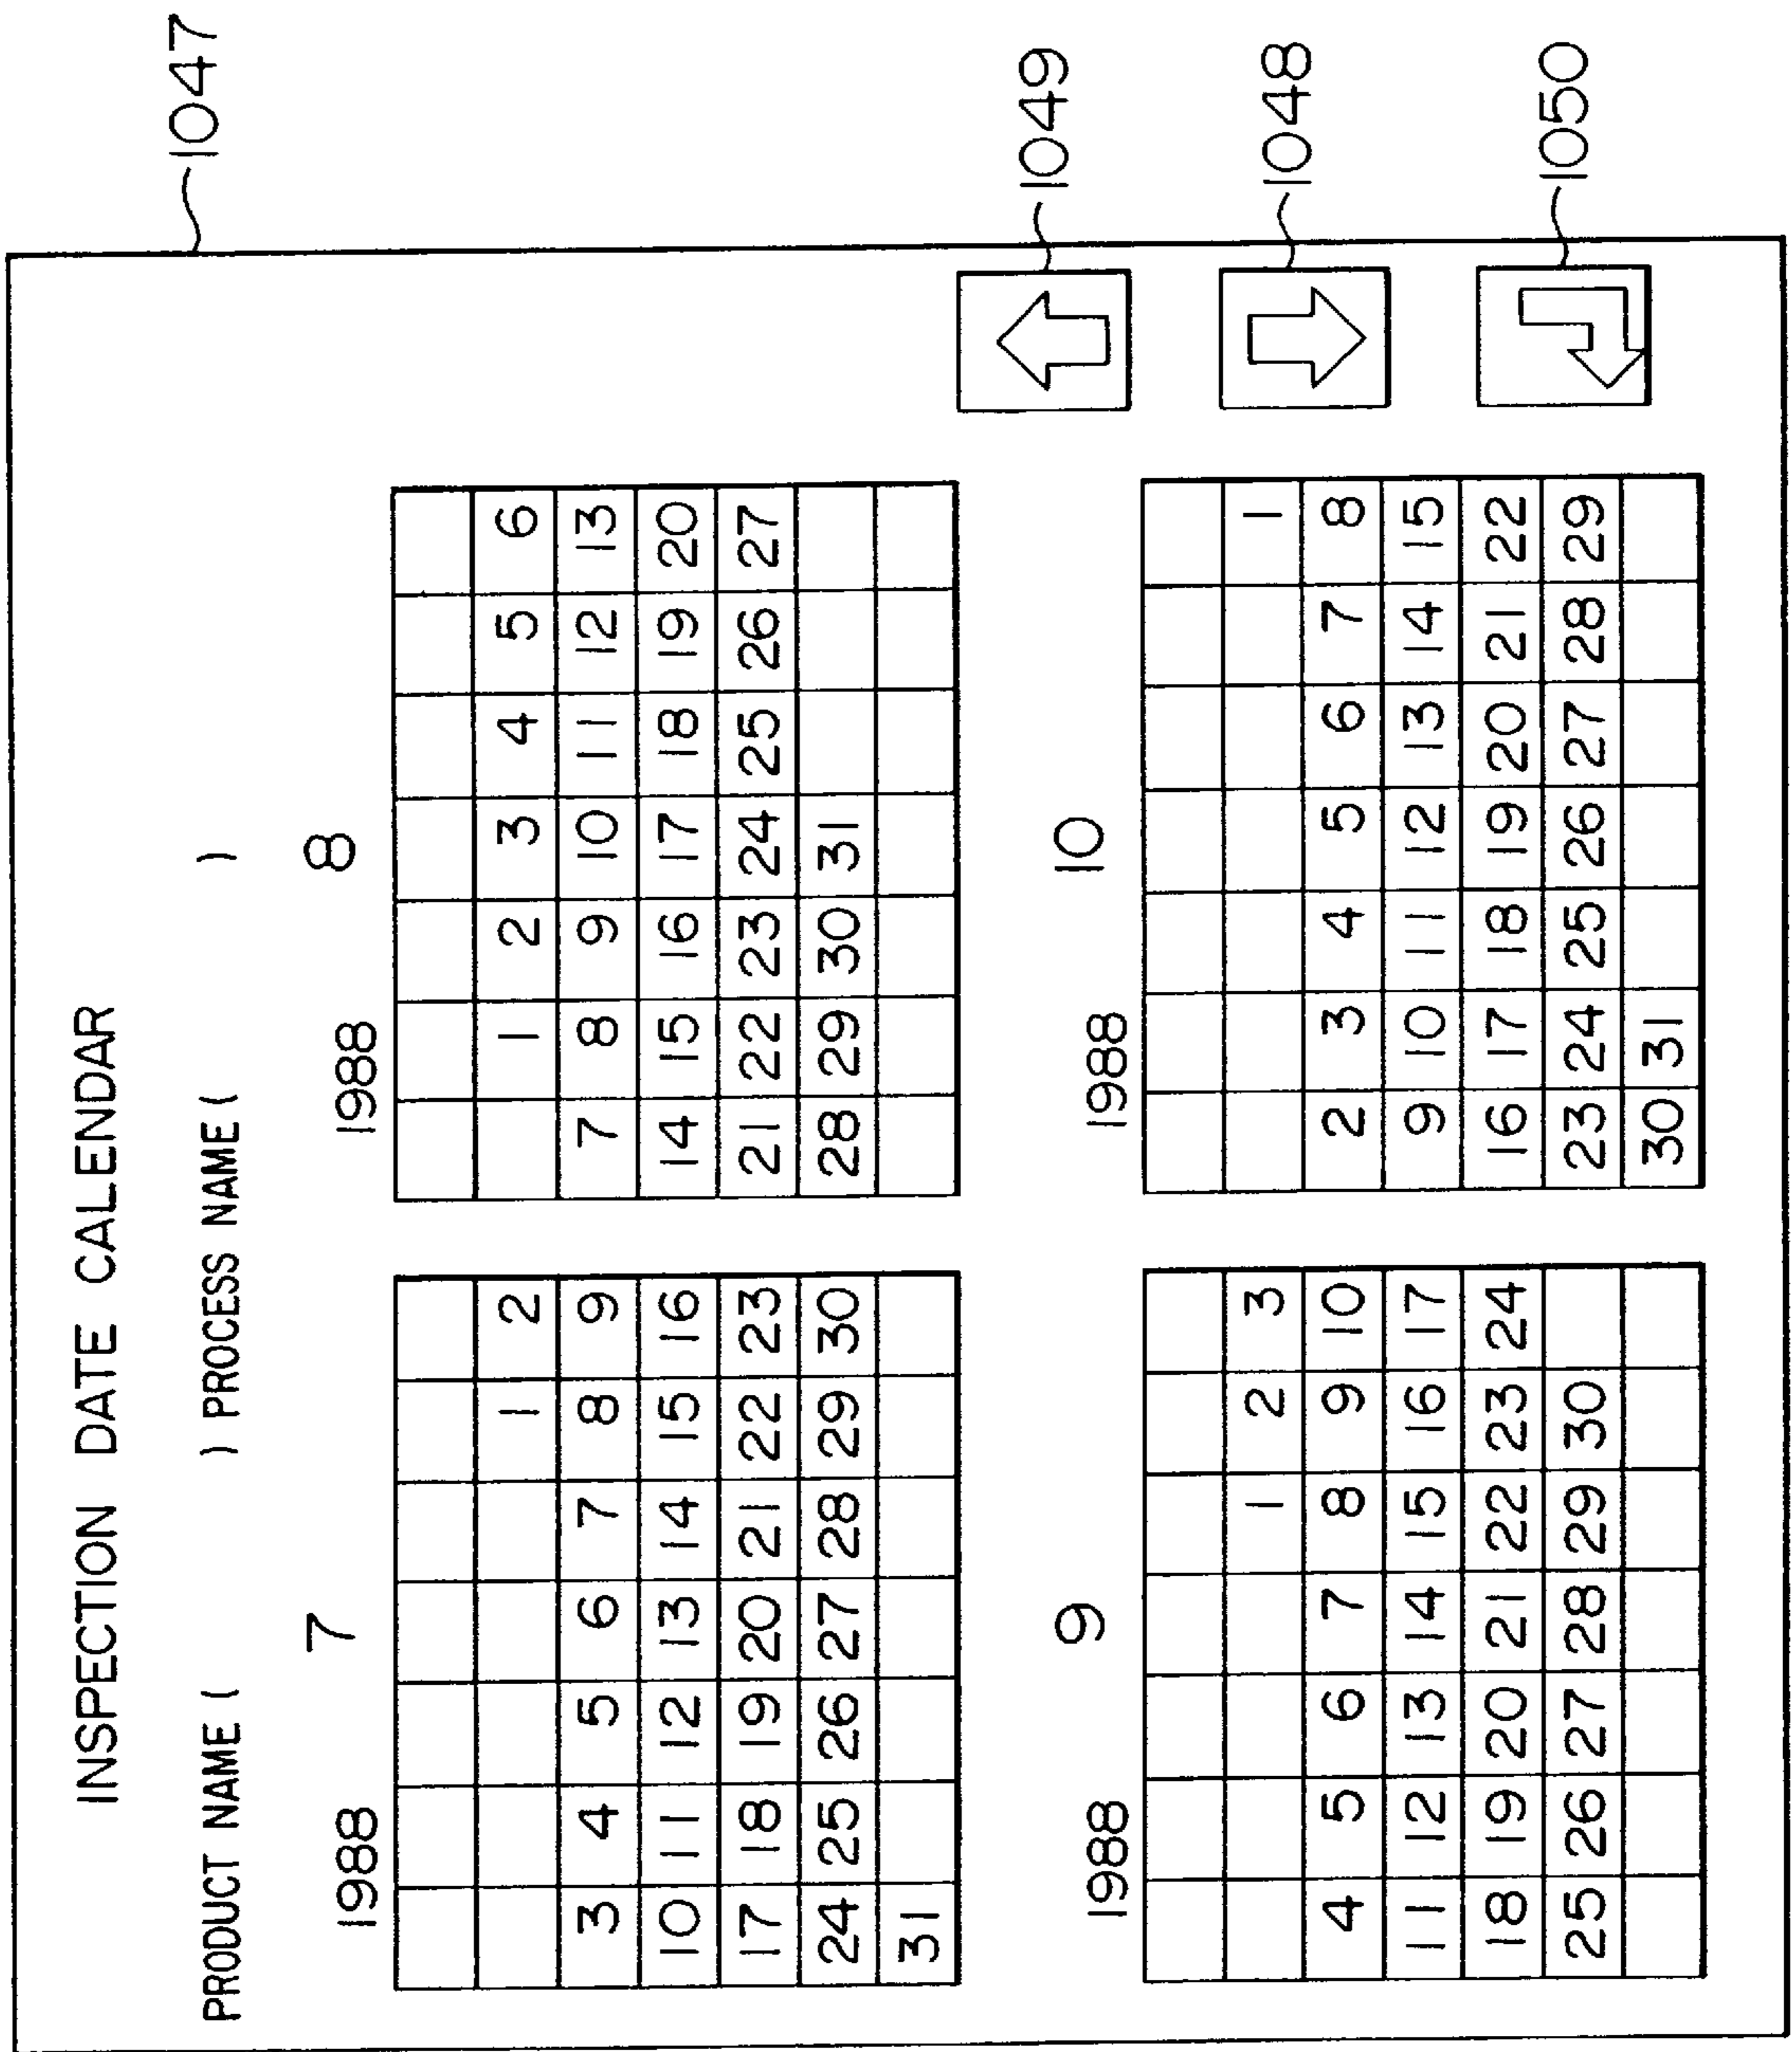 INSPECTION DATE CALENDAR
1047
PRODUCT NAME ( ) PROCESS NAME ( )
1988 7
1 2
3 4 5 6 7 8 9
10 11 12 13 14 15 16
17 18 19 20 21 22 23
24 25 26 27 28 29 30
31
1988 8
1 2 3 4 5 6
7 8 9 10 11 12 13
14 15 16 17 18 19 20
21 22 23 24 25 26 27
28 29 30 31
1988 9
1 2 3
4 5 6 7 8 9 10
11 12 13 14 15 16 17
18 19 20 21 22 23 24
25 26 27 28 29 30
1988 10
1
2 3 4 5 6 7 8
9 10 11 12 13 14 15
16 17 18 19 20 21 22
23 24 25 26 27 28 29
30 31
1049
1048
1050